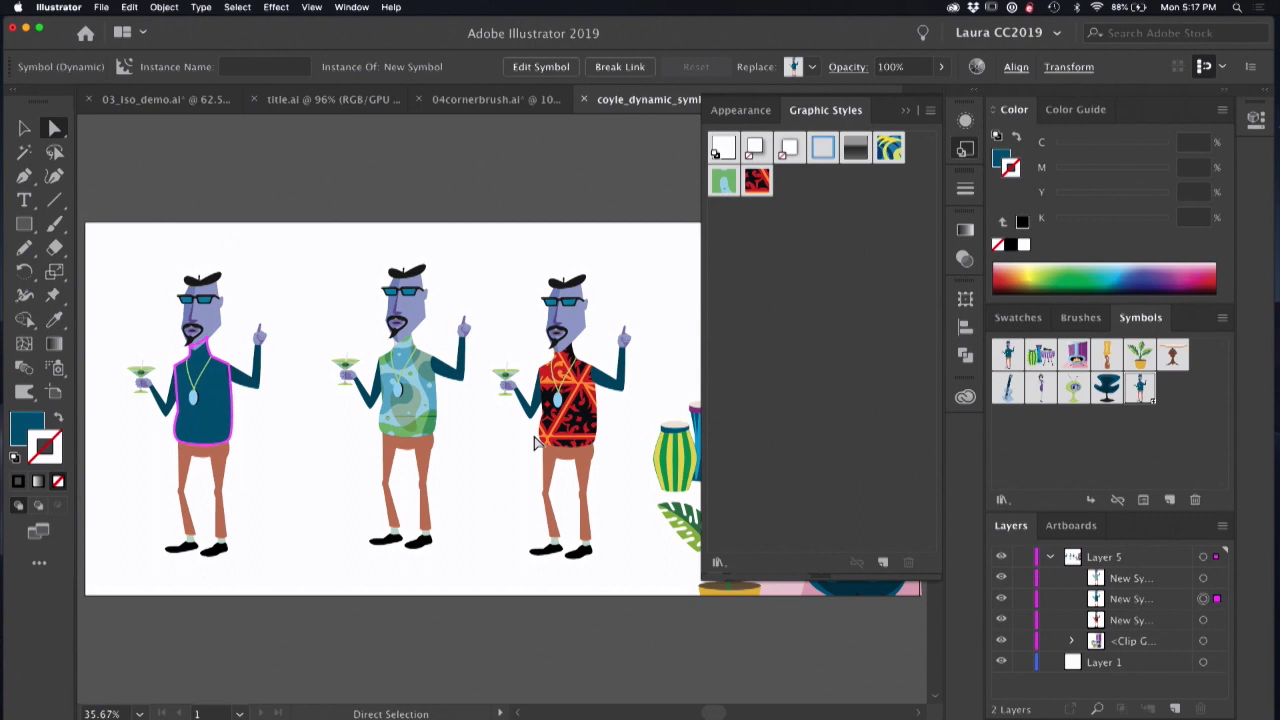 Illustrator File Edit Object Type Select Effect View Window Help 88% Mon 5:17 PM
Adobe Illustrator 2019 Laura CC2019 Search Adobe Stock
Symbol (Dynamic) Instance Name: Instance Of: New Symbol Edit Symbol Break Link Reset Replace: Opacity: 100% Align Transform
03_Iso_demo.ai* @ 62.5... title.ai @ 96% (RGB/GPU ... 04cornerbrush.ai* @ 10... coyle_dynamic_symb
Appearance Graphic Styles
Color Color Guide
C %
M %
Y %
K %
Swatches Brushes Symbols
Layers Artboards
Layer 5
New Sy...
New Sy...
New Sy...
<Clip G...
Layer 1
2 Layers
35.67% 1 Direct Selection